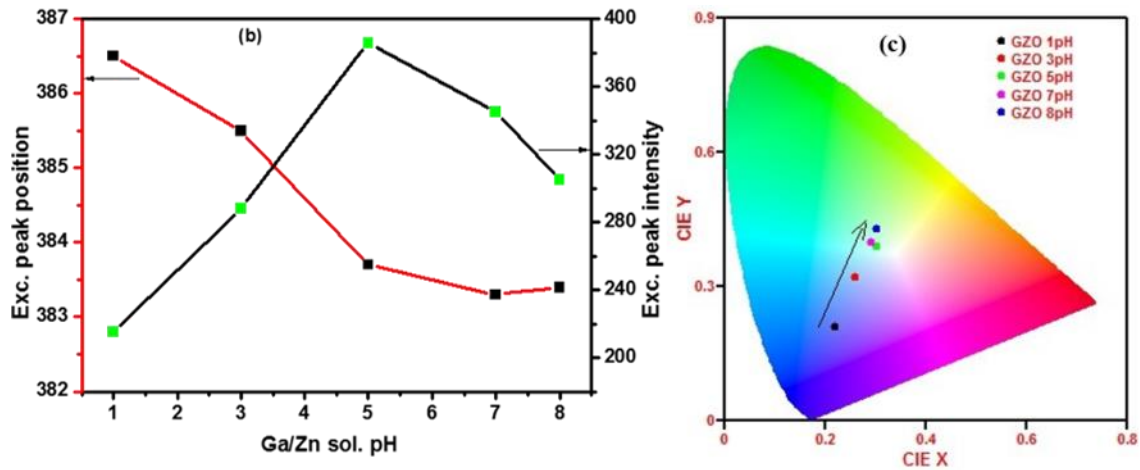 (b)
Exc. peak position
387
386
385
384
383
382
400
360
320
280
240
200
Exc. peak intensity
1 2 3 4 5 6 7 8
Ga/Zn sol. pH
(c)
GZO 1pH
GZO 3pH
GZO 5pH
GZO 7pH
GZO 8pH
CIE Y
0.9
0.6
0.3
0
0 0.2 0.4 0.6 0.8
CIE X